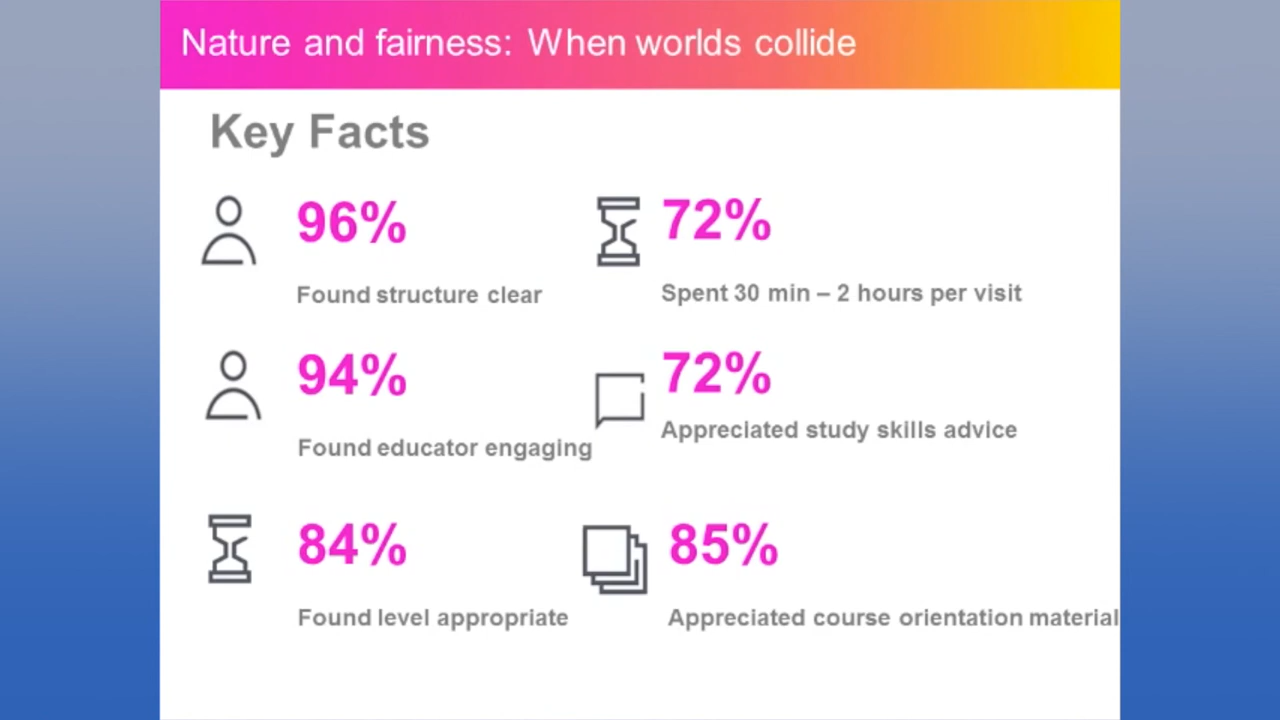 Nature and fairness: When worlds collide
Key Facts
96%
Found structure clear
72%
Spent 30 min – 2 hours per visit
94%
Found educator engaging
72%
Appreciated study skills advice
84%
Found level appropriate
85%
Appreciated course orientation material